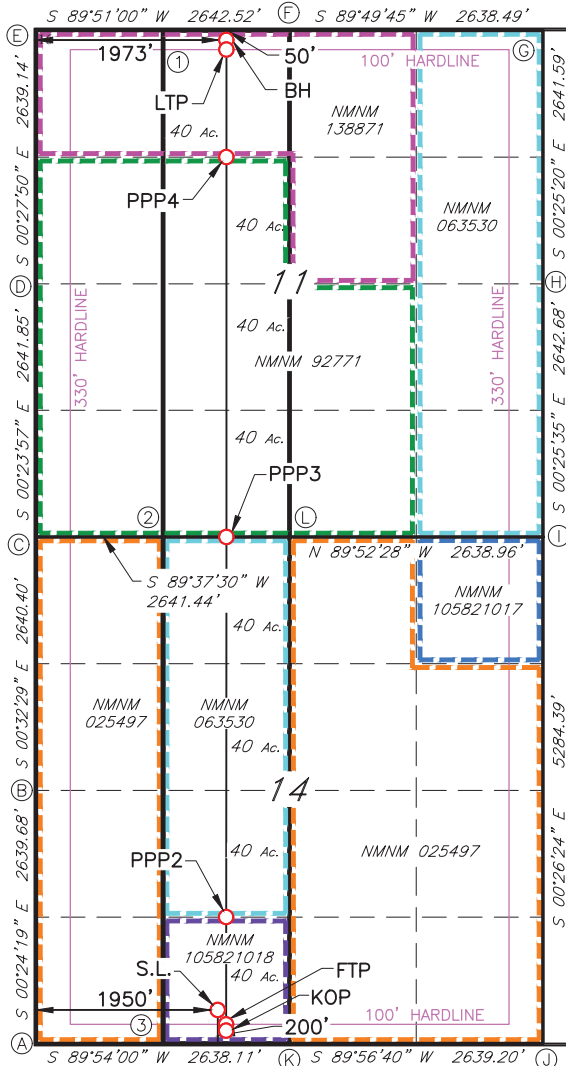 S 89°51'00" W 2642.52'
F
S 89°49'45" W 2638.49'
E
1973'
1
50'
BH
LTP
100' HARDLINE
G
40 Ac.
NMNM
138871
S 00°27'50" E 2639.14'
S 00°25'20" E 2641.59'
PPP4
NMNM
063530
40 Ac.
D
11
H
330' HARDLINE
40 Ac.
330' HARDLINE
NMNM 92771
S 00°23'57" E 2641.85'
S 00°25'35" E 2642.68'
40 Ac.
PPP3
2
L
C
I
N 89°52'28" W 2638.96'
S 89°37'30" W
2641.44'
NMNM
105821017
40 Ac.
S 00°32'29" E 2640.40'
NMNM
025497
NMNM
063530
40 Ac.
B
14
5284.39'
S 00°26'24" E
40 Ac.
NMNM 025497
PPP2
S 00°24'19" E 2639.68'
NMNM
105821018
S.L.
40 Ac.
FTP
KOP
1950'
3
200'
100' HARDLINE
A
S 89°54'00" W 2638.11'
K
S 89°56'40" W 2639.20'
J